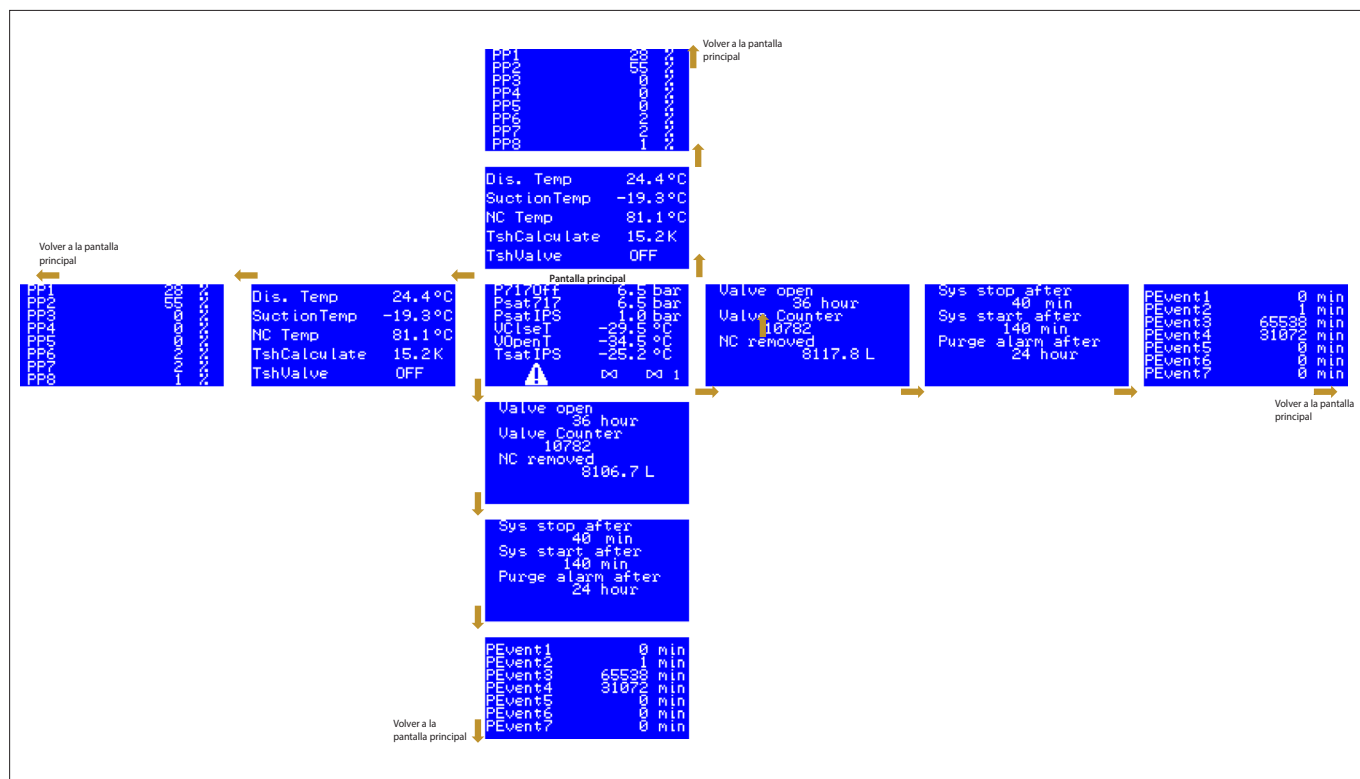 Volver a la pantalla
principal
PP1 28 %
PP2 55 %
PP3 0 %
PP4 0 %
PP5 0 %
PP6 2 %
PP7 2 %
PP8 1 %
Dis. Temp 24.4°C
SuctionTemp -19.3°C
NC Temp 81.1°C
TshCalculate 15.2K
TshValve OFF
Volver a la pantalla
principal
PP1 28 %
PP2 55 %
PP3 0 %
PP4 0 %
PP5 0 %
PP6 2 %
PP7 2 %
PP8 1 %
Dis. Temp 24.4°C
SuctionTemp -19.3°C
NC Temp 81.1°C
TshCalculate 15.2K
TshValve OFF
Pantalla principal
P717Off 6.5 bar
Psat717 6.5 bar
PsatIPS 1.0 bar
VClseT -29.5 °C
VOpenT -34.5 °C
TsatIPS -25.2 °C
1
Valve open
36 hour
Valve Counter
10782
NC removed
8117.8 L
Sys stop after
40 min
Sys start after
140 min
Purge alarm after
24 hour
PEvent1 0 min
PEvent2 1 min
PEvent3 65538 min
PEvent4 31072 min
PEvent5 0 min
PEvent6 0 min
PEvent7 0 min
Volver a la pantalla
principal
Valve open
36 hour
Valve Counter
10782
NC removed
8106.7 L
Sys stop after
40 min
Sys start after
140 min
Purge alarm after
24 hour
PEvent1 0 min
PEvent2 1 min
PEvent3 65538 min
PEvent4 31072 min
PEvent5 0 min
PEvent6 0 min
PEvent7 0 min
Volver a la
pantalla principal